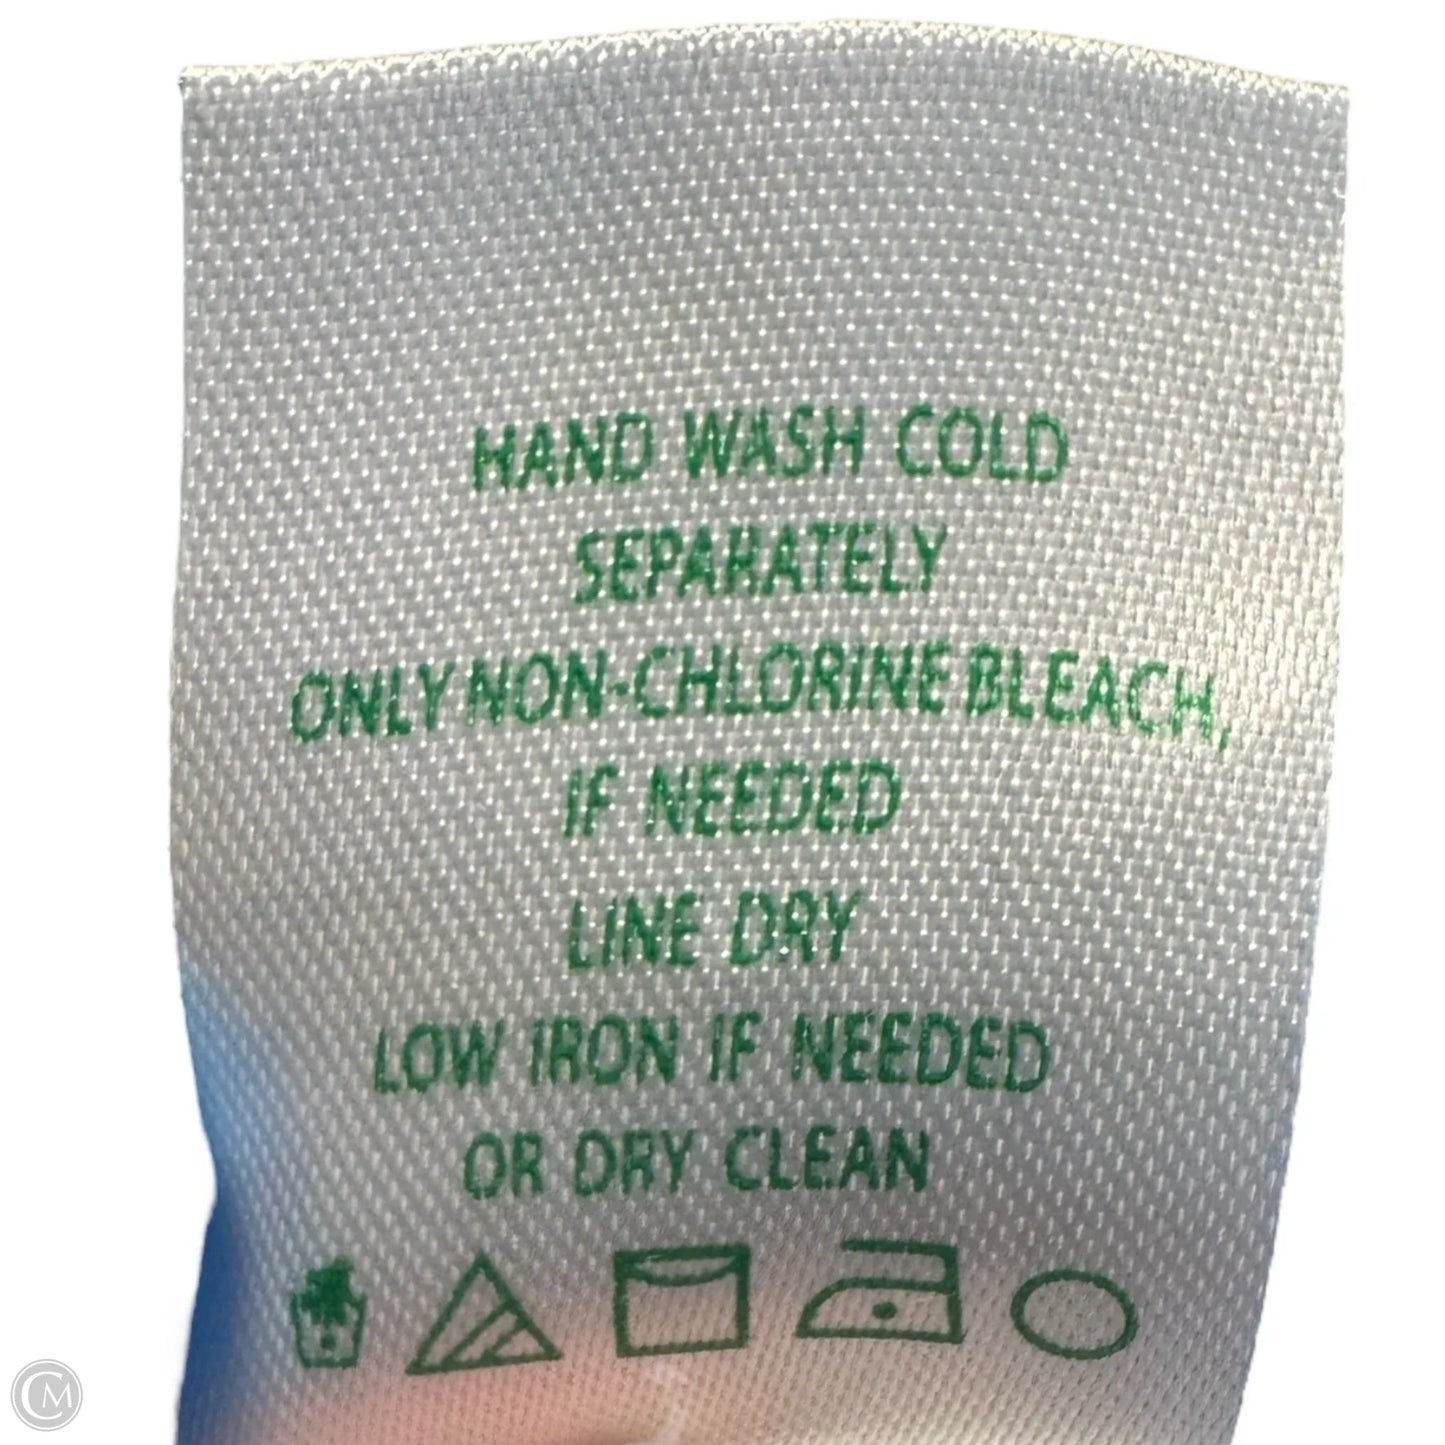 HAND WASH COLD
SEPARATELY
ONLY NON-CHLORINE BLEACH,
IF NEEDED
LINE DRY
LOW IRON IF NEEDED
OR DRY CLEAN
CM